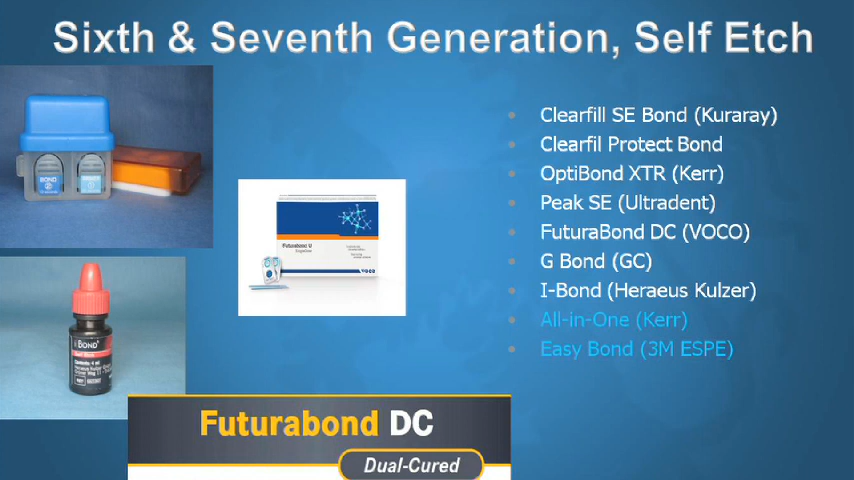 Sixth & Seventh Generation, Self Etch
Clearfill SE Bond (Kuraray)
Clearfil Protect Bond
OptiBond XTR (Kerr)
Peak SE (Ultradent)
FuturaBond DC (VOCO)
G Bond (GC)
I-Bond (Heraeus Kulzer)
All-in-One (Kerr)
Easy Bond (3M ESPE)
BOND
Futurabond U
VOCO
BOND
Futurabond DC
Dual-Cured